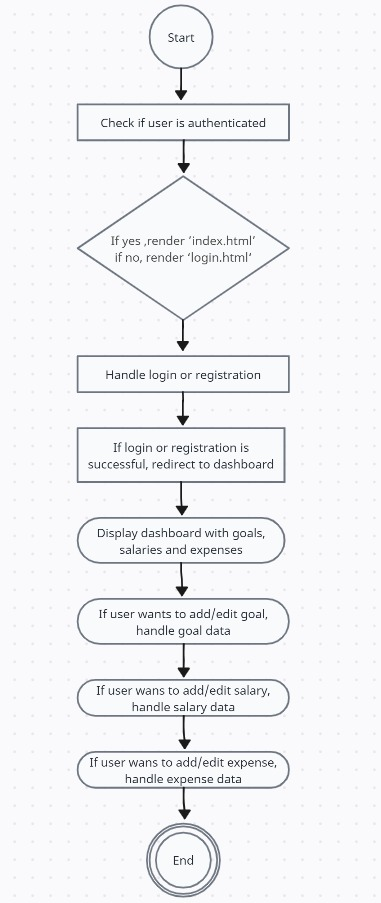 Start
Check if user is authenticated
If yes ,render ‘index.html’
if no, render ‘login.html’
Handle login or registration
If login or registration is
successful, redirect to dashboard
Display dashboard with goals,
salaries and expenses
If user wants to add/edit goal,
handle goal data
If user wans to add/edit salary,
handle salary data
If user wans to add/edit expense,
handle expense data
End